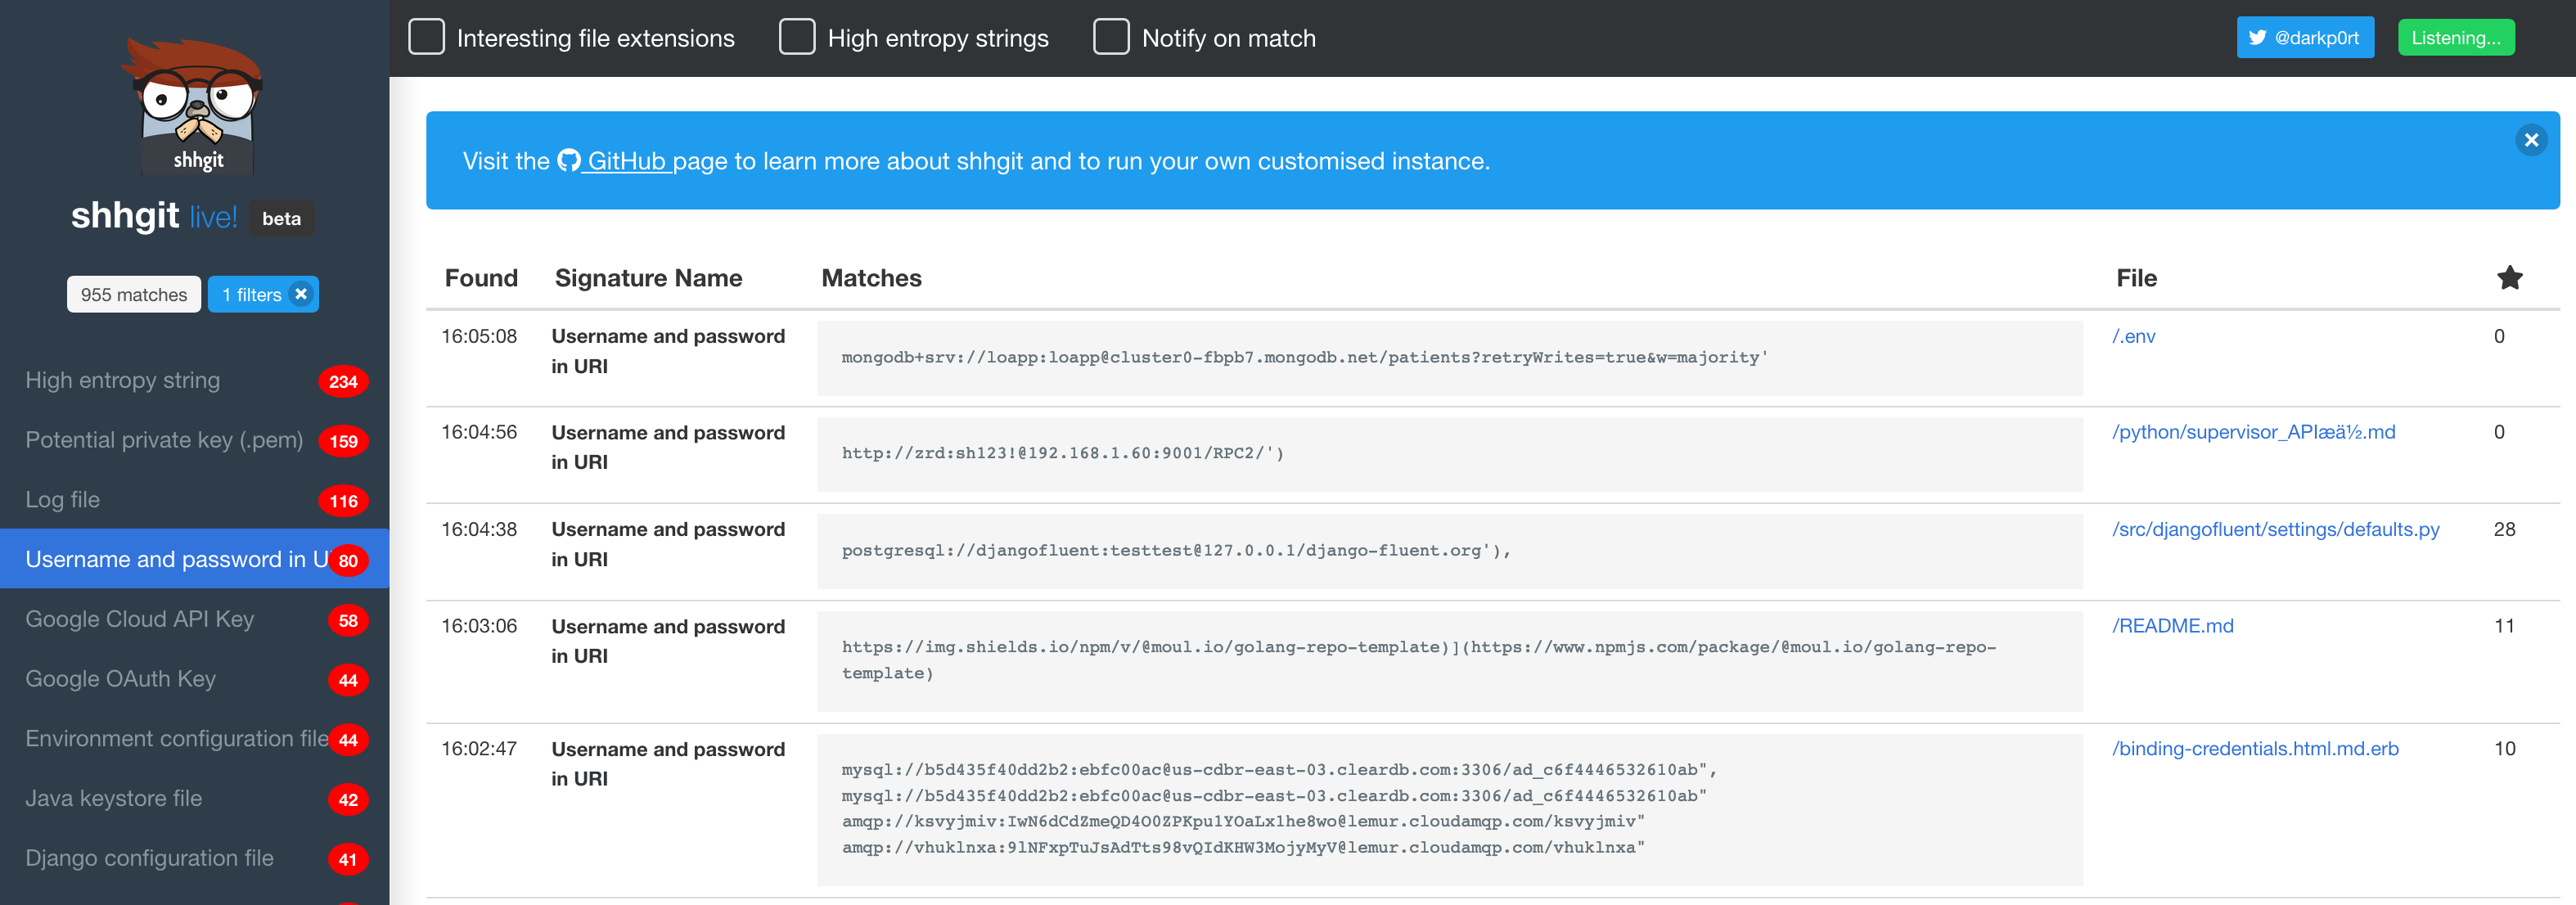 Interesting file extensions High entropy strings Notify on match @darkp0rt Listening...
shhgit
shhgit live! beta
955 matches 1 filters
High entropy string 234
Potential private key (.pem) 159
Log file 116
Username and password in U 80
Google Cloud API Key 58
Google OAuth Key 44
Environment configuration file 44
Java keystore file 42
Django configuration file 41
Visit the GitHub page to learn more about shhgit and to run your own customised instance.
Found Signature Name Matches File
16:05:08 Username and password mongodb+srv://loapp:loapp@cluster0-fbpb7.mongodb.net/patients?retryWrites=true&w=majority' /.env 0
in URI
16:04:56 Username and password http://zrd:sh123!@192.168.1.60:9001/RPC2/') /python/supervisor_APIæä½.md 0
in URI
16:04:38 Username and password postgresql://djangofluent:testtest@127.0.0.1/django-fluent.org'), /src/djangofluent/settings/defaults.py 28
in URI
16:03:06 Username and password https://img.shields.io/npm/v/@moul.io/golang-repo-template)](https://www.npmjs.com/package/@moul.io/golang-repo- /README.md 11
in URI template)
16:02:47 Username and password /binding-credentials.html.md.erb 10
in URI
mysql://b5d435f40dd2b2:ebfc00ac@us-cdbr-east-03.cleardb.com:3306/ad_c6f4446532610ab",
mysql://b5d435f40dd2b2:ebfc00ac@us-cdbr-east-03.cleardb.com:3306/ad_c6f4446532610ab"
amqp://ksvyjmiv:IwN6dCdZmeQD4O0ZPKpu1YOaLx1he8wo@lemur.cloudamqp.com/ksvyjmiv"
amqp://vhuklnxa:9lNFxpTuJsAdTts98vQIdKHW3MojyMyV@lemur.cloudamqp.com/vhuklnxa"